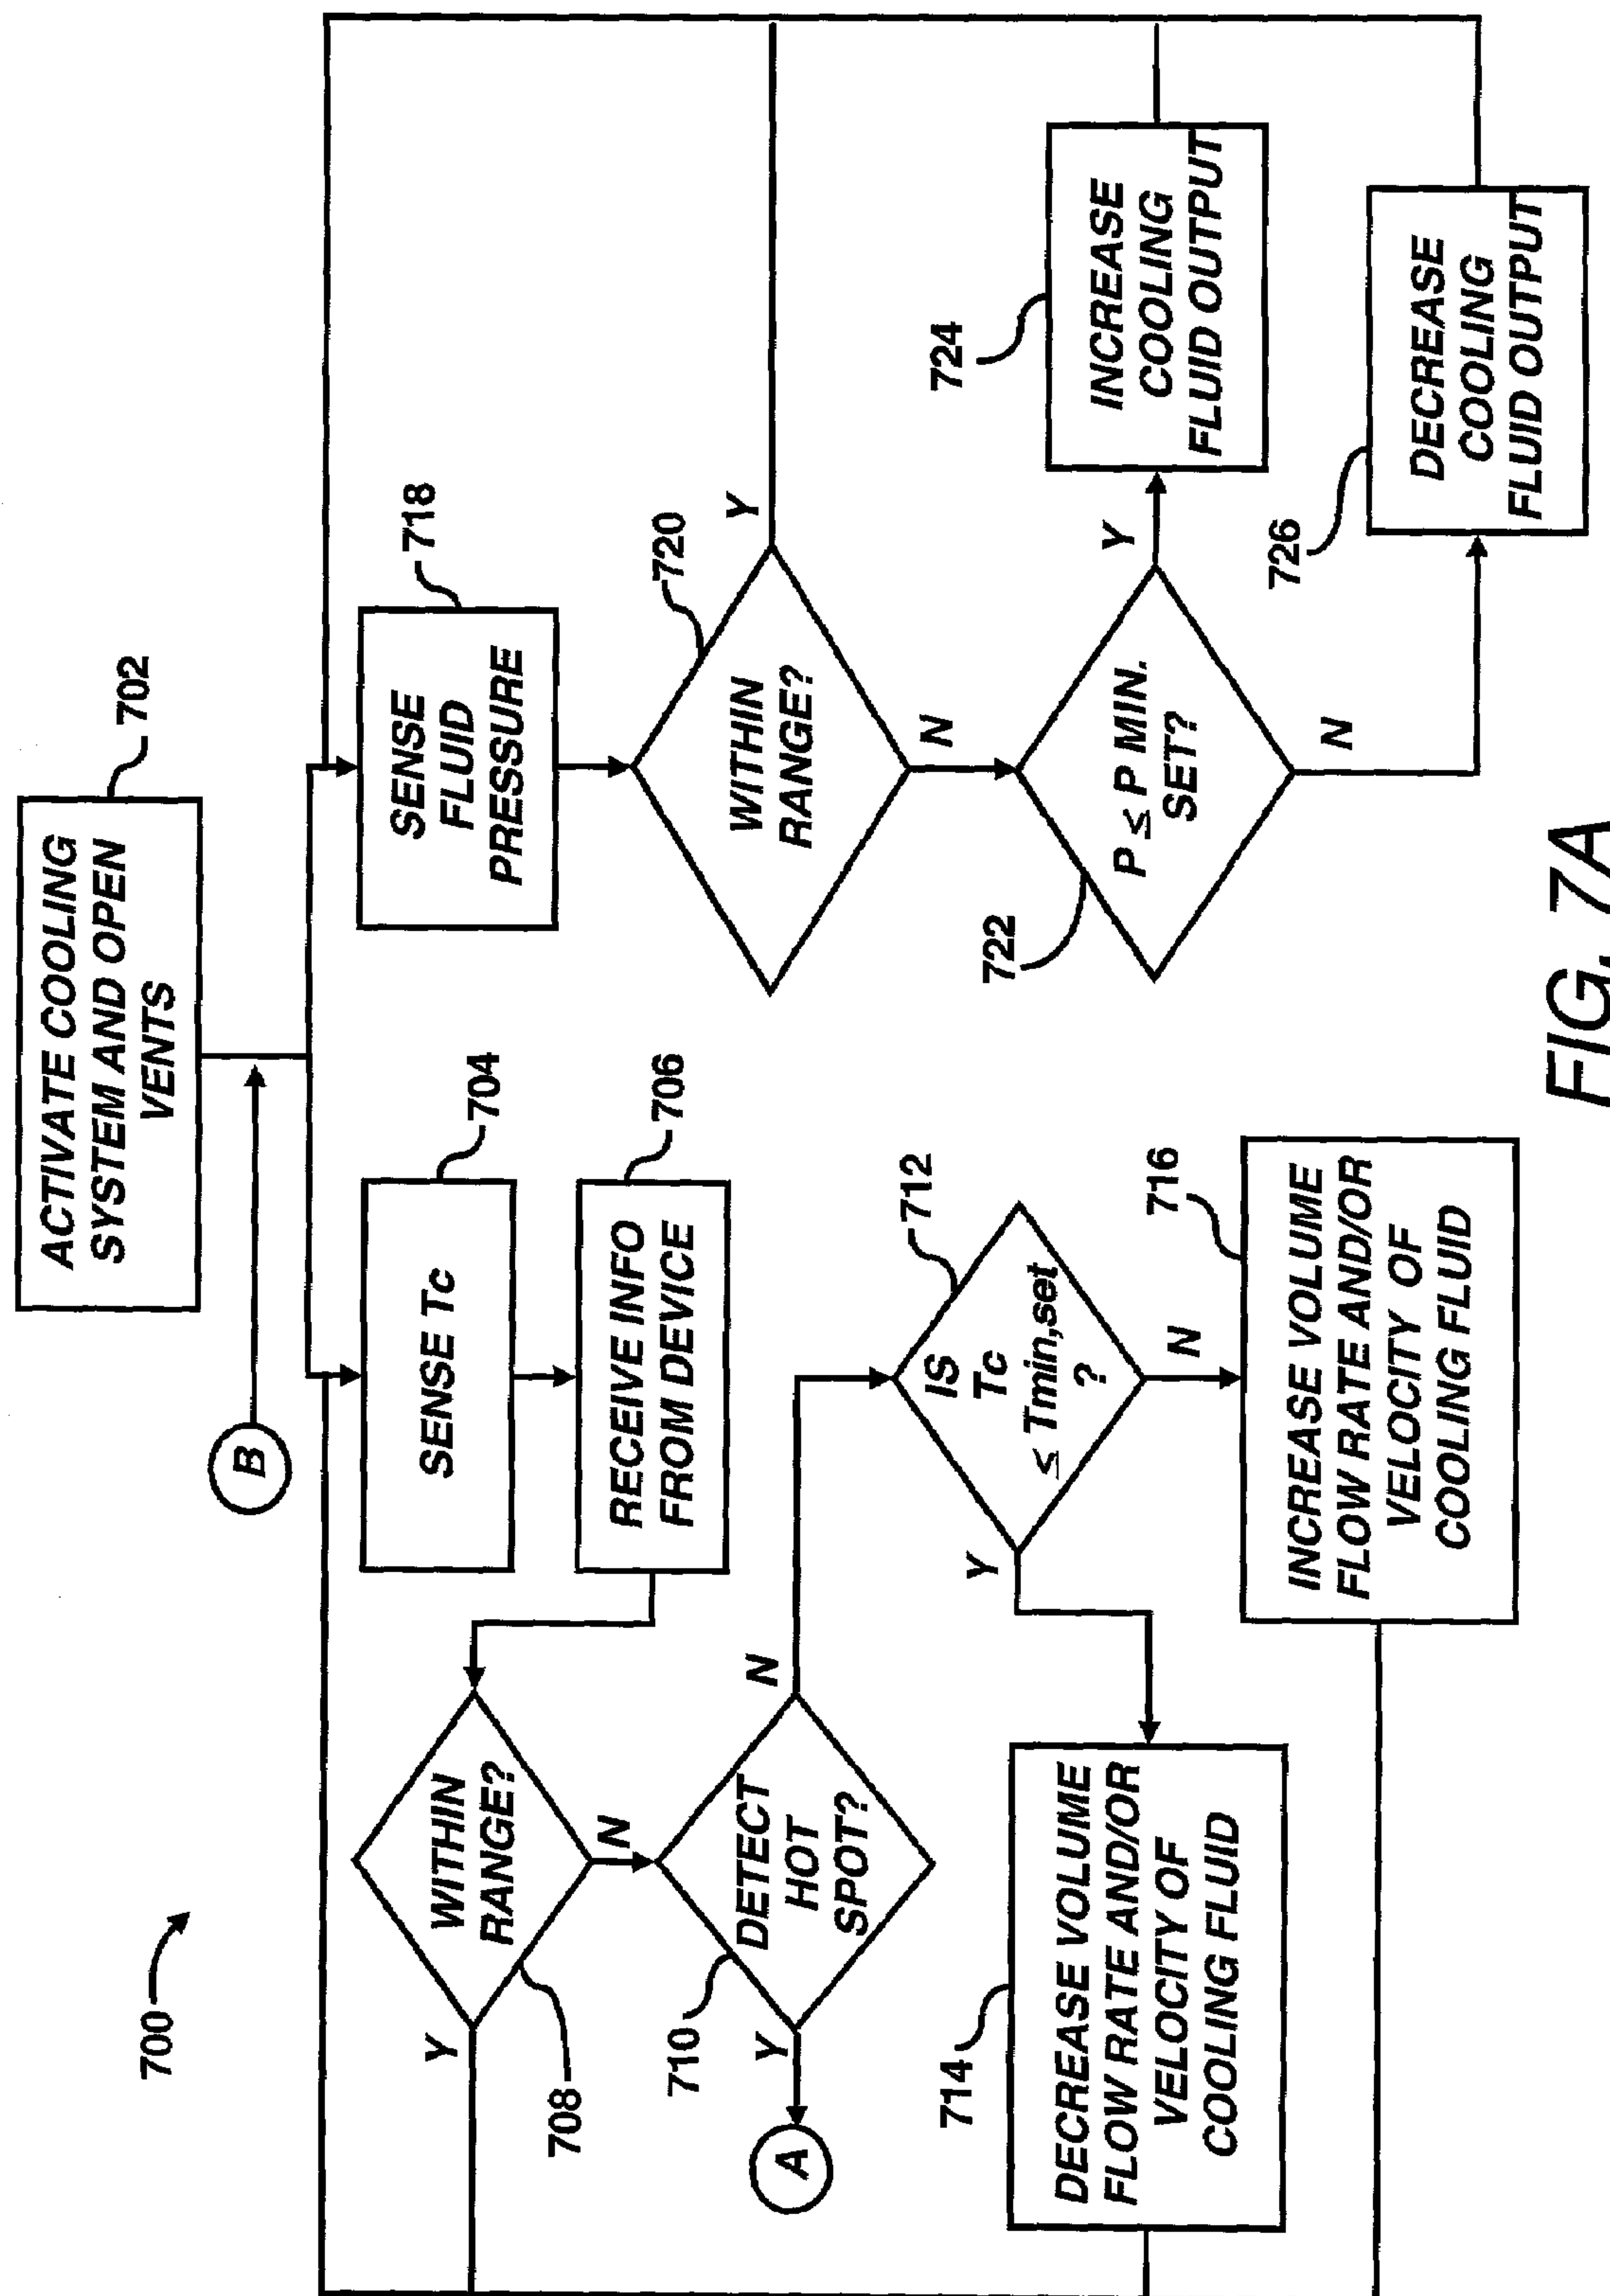 700
ACTIVATE COOLING
SYSTEM AND OPEN
VENTS
702
B
SENSE Tc
704
RECEIVE INFO
FROM DEVICE
706
WITHIN
RANGE?
708
Y
N
DETECT
HOT
SPOT?
710
Y
N
A
IS
Tc
≤ Tmin,set
?
712
Y
N
DECREASE VOLUME
FLOW RATE AND/OR
VELOCITY OF
COOLING FLUID
714
INCREASE VOLUME
FLOW RATE AND/OR
VELOCITY OF
COOLING FLUID
716
SENSE
FLUID
PRESSURE
718
WITHIN
RANGE?
720
Y
N
P ≤ P MIN.
SET?
722
Y
N
INCREASE
COOLING
FLUID OUTPUT
724
DECREASE
COOLING
FLUID OUTPUT
726
FIG. 7A